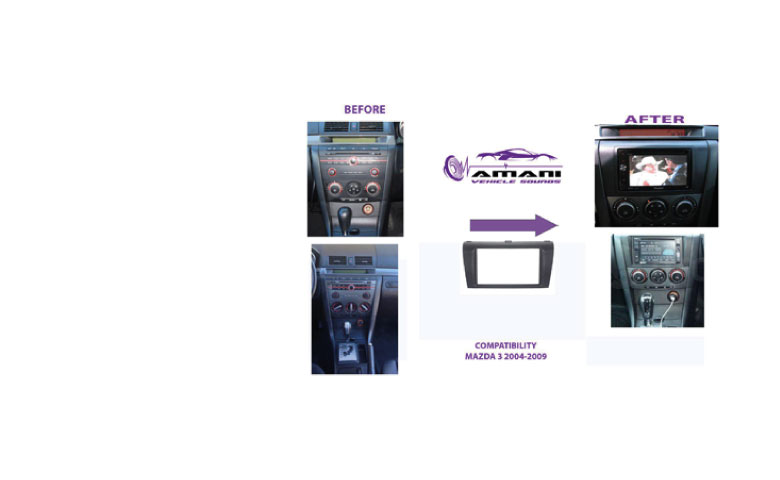 BEFORE
AFTER
AMANI
VEHICLE SOUNDS
COMPATIBILITY
MAZDA 3 2004-2009